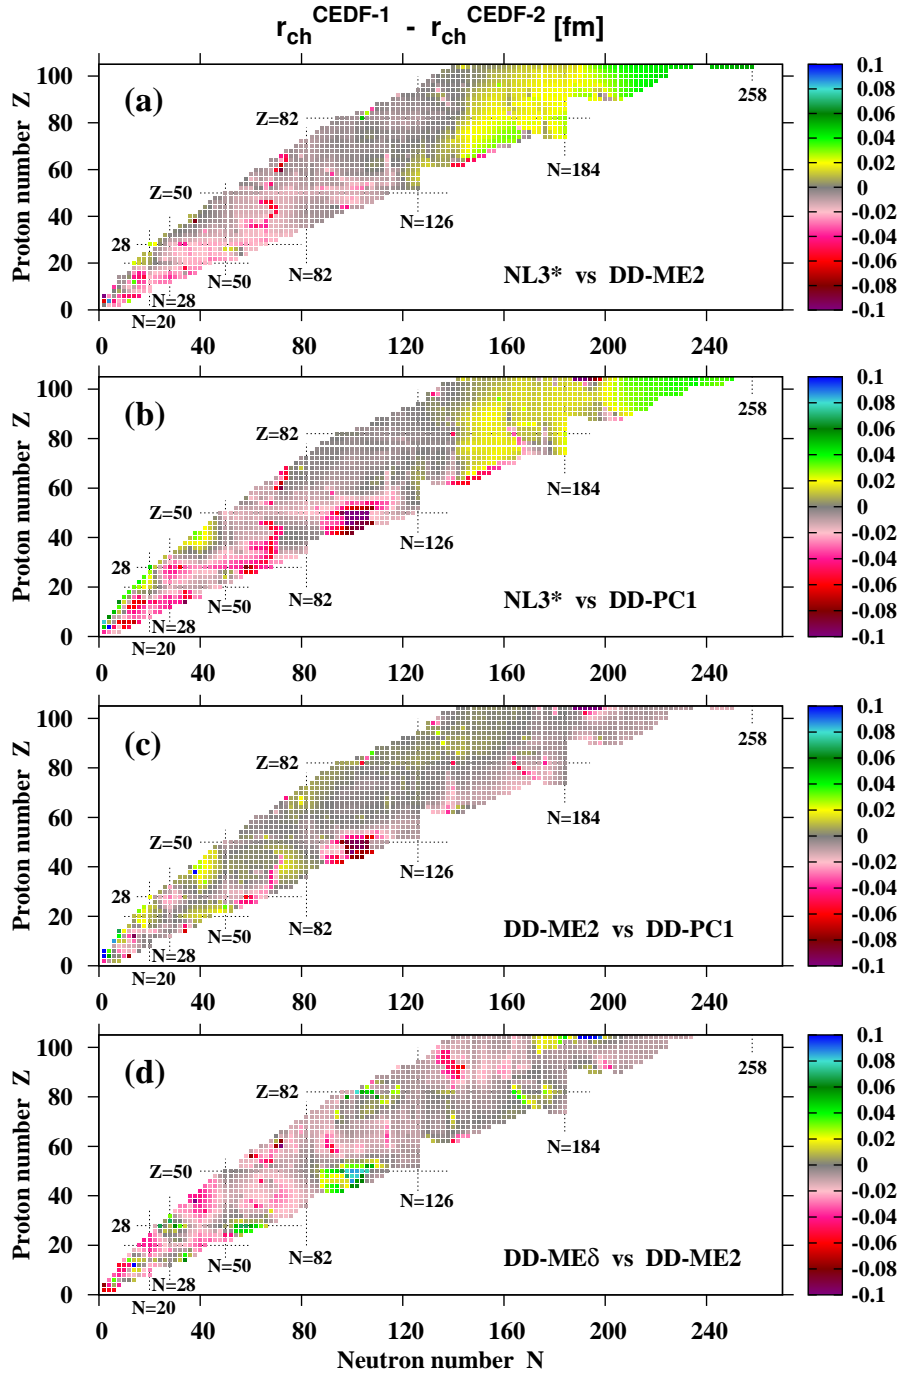 r_ch^CEDF-1 - r_ch^CEDF-2 [fm]
(a)
Proton number Z
100
80
60
40
20
0
Z=82
Z=50
28
N=20
N=28
N=50
N=82
N=126
N=184
258
NL3* vs DD-ME2
0 40 80 120 160 200 240
0.1
0.08
0.06
0.04
0.02
0
-0.02
-0.04
-0.06
-0.08
-0.1
(b)
Proton number Z
100
80
60
40
20
0
Z=82
Z=50
28
N=20
N=28
N=50
N=82
N=126
N=184
258
NL3* vs DD-PC1
0 40 80 120 160 200 240
0.1
0.08
0.06
0.04
0.02
0
-0.02
-0.04
-0.06
-0.08
-0.1
(c)
Proton number Z
100
80
60
40
20
0
Z=82
Z=50
28
N=20
N=28
N=50
N=82
N=126
N=184
258
DD-ME2 vs DD-PC1
0 40 80 120 160 200 240
0.1
0.08
0.06
0.04
0.02
0
-0.02
-0.04
-0.06
-0.08
-0.1
(d)
Proton number Z
100
80
60
40
20
0
Z=82
Z=50
28
N=20
N=28
N=50
N=82
N=126
N=184
258
DD-MEδ vs DD-ME2
0 40 80 120 160 200 240
0.1
0.08
0.06
0.04
0.02
0
-0.02
-0.04
-0.06
-0.08
-0.1
Neutron number N